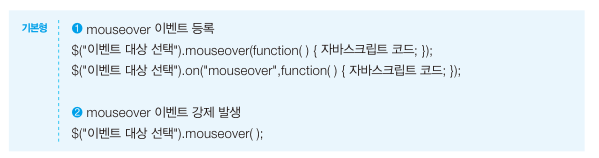 기본형
❶ mouseover 이벤트 등록
$("이벤트 대상 선택").mouseover(function( ) { 자바스크립트 코드; });
$("이벤트 대상 선택").on("mouseover",function( ) { 자바스크립트 코드; });
❷ mouseover 이벤트 강제 발생
$("이벤트 대상 선택").mouseover( );